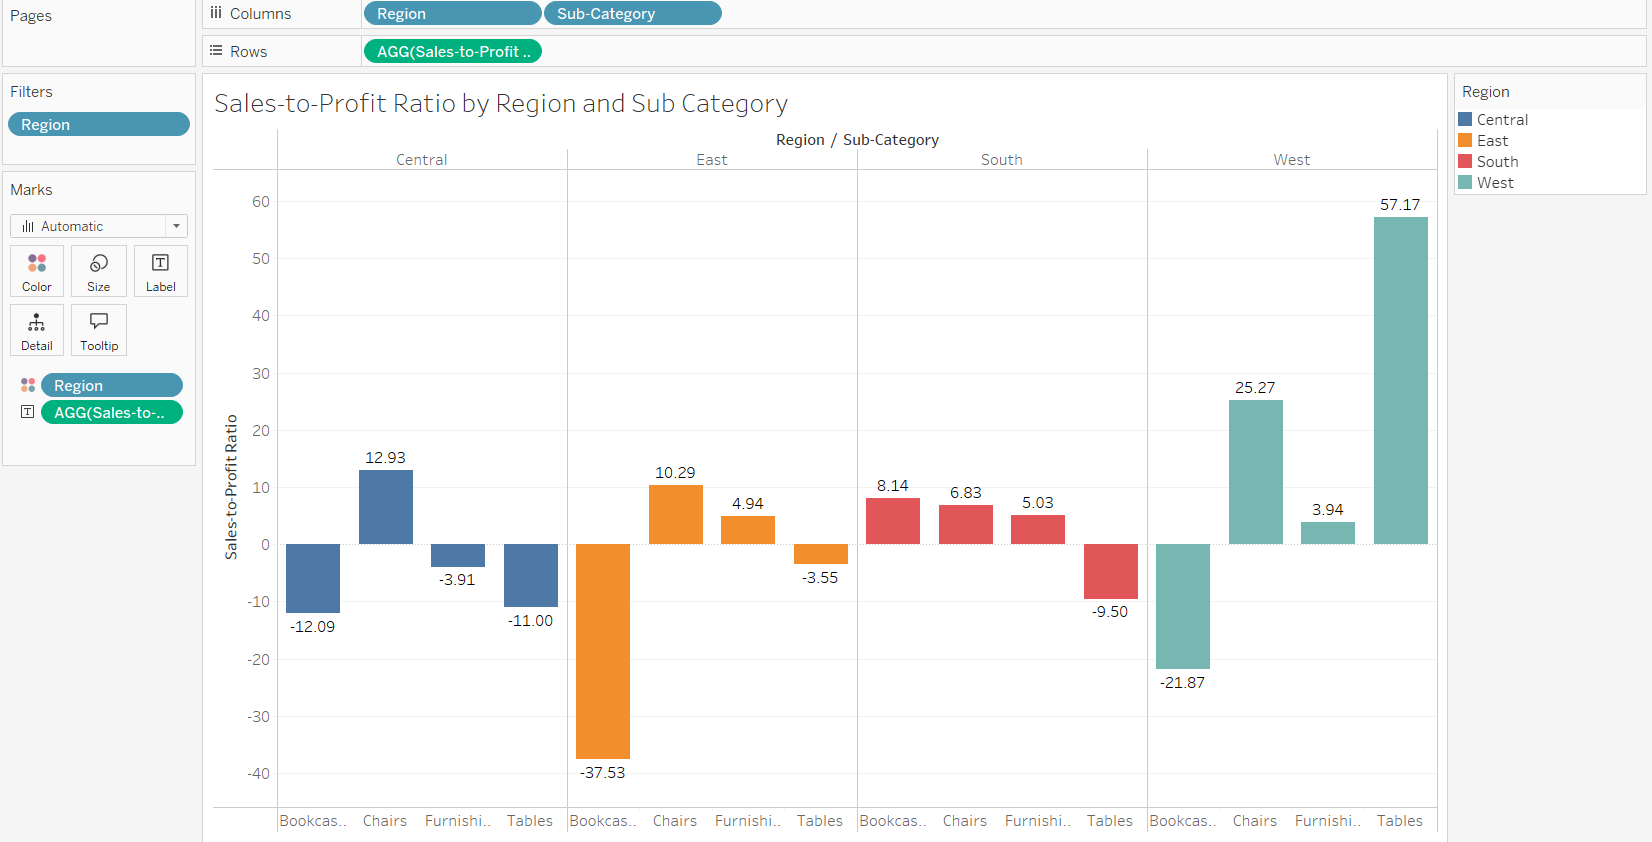 Pages
Columns Region Sub-Category
Rows AGG(Sales-to-Profit ..
Filters
Region
Marks
Automatic
Color Size Label
Detail Tooltip
Region
AGG(Sales-to-..
Sales-to-Profit Ratio by Region and Sub Category
Region / Sub-Category
Central East South West
Sales-to-Profit Ratio
60
50
40
30
20
10
0
-10
-20
-30
-40
-12.09 12.93 -3.91 -11.00
-37.53 10.29 4.94 -3.55
8.14 6.83 5.03 -9.50
-21.87 25.27 3.94 57.17
Bookcas.. Chairs Furnishi.. Tables Bookcas.. Chairs Furnishi.. Tables Bookcas.. Chairs Furnishi.. Tables Bookcas.. Chairs Furnishi.. Tables
Region
Central
East
South
West